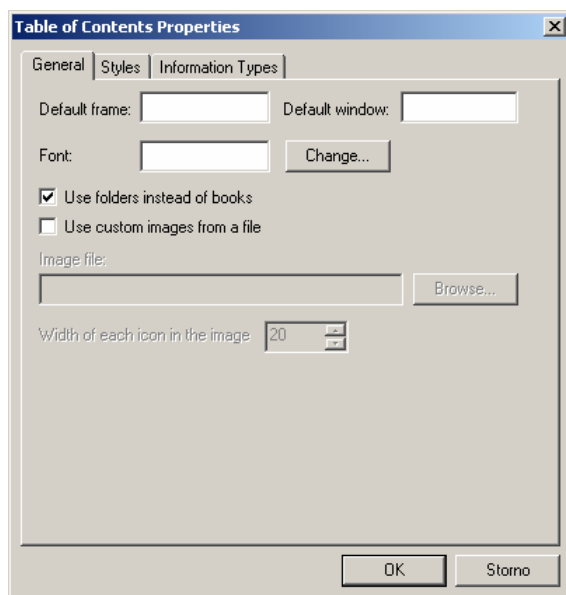 Table of Contents Properties
General Styles Information Types
Default frame: Default window:
Font: Change...
Use folders instead of books
Use custom images from a file
Image file:
Browse...
Width of each icon in the image 20
OK Storno